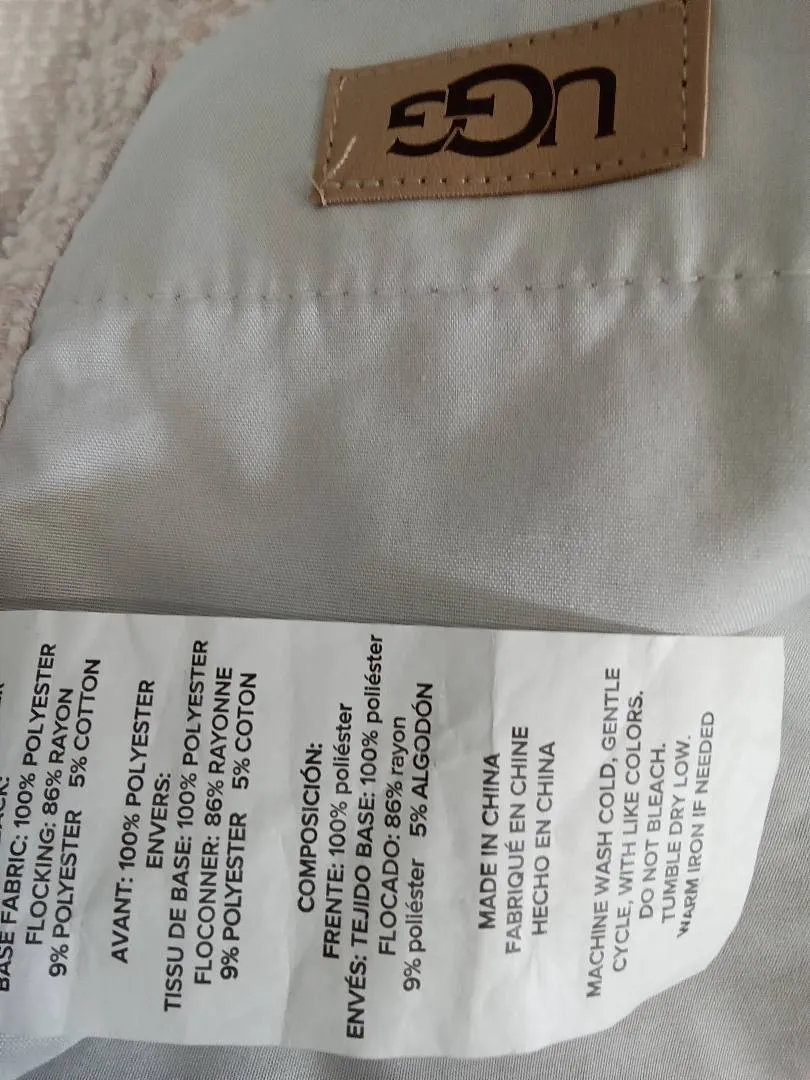 UGG
BASE FABRIC: 100% POLYESTER
FLOCKING: 86% RAYON
9% POLYESTER 5% COTTON
AVANT: 100% POLYESTER
ENVERS:
TISSU DE BASE: 100% POLYESTER
FLOCONNER: 86% RAYONNE
9% POLYESTER 5% COTON
COMPOSICIÓN:
FRENTE: 100% poliéster
ENVÉS: TEJIDO BASE: 100% poliéster
FLOCADO: 86% rayon
9% poliéster 5% ALGODÓN
MADE IN CHINA
FABRIQUÉ EN CHINE
HECHO EN CHINA
MACHINE WASH COLD, GENTLE
CYCLE, WITH LIKE COLORS.
DO NOT BLEACH.
TUMBLE DRY LOW.
WARM IRON IF NEEDED